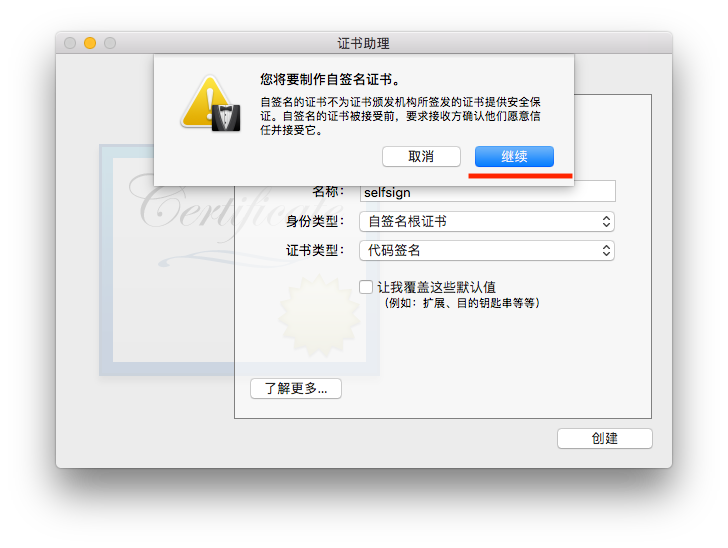 证书助理
您将要制作自签名证书。
自签名的证书不为证书颁发机构所签发的证书提供安全保
证。自签名的证书被接受前，要求接收方确认他们愿意信
任并接受它。
取消
继续
Certificate
名称： selfsign
身份类型： 自签名根证书
证书类型： 代码签名
让我覆盖这些默认值
（例如：扩展、目的钥匙串等等）
了解更多...
创建